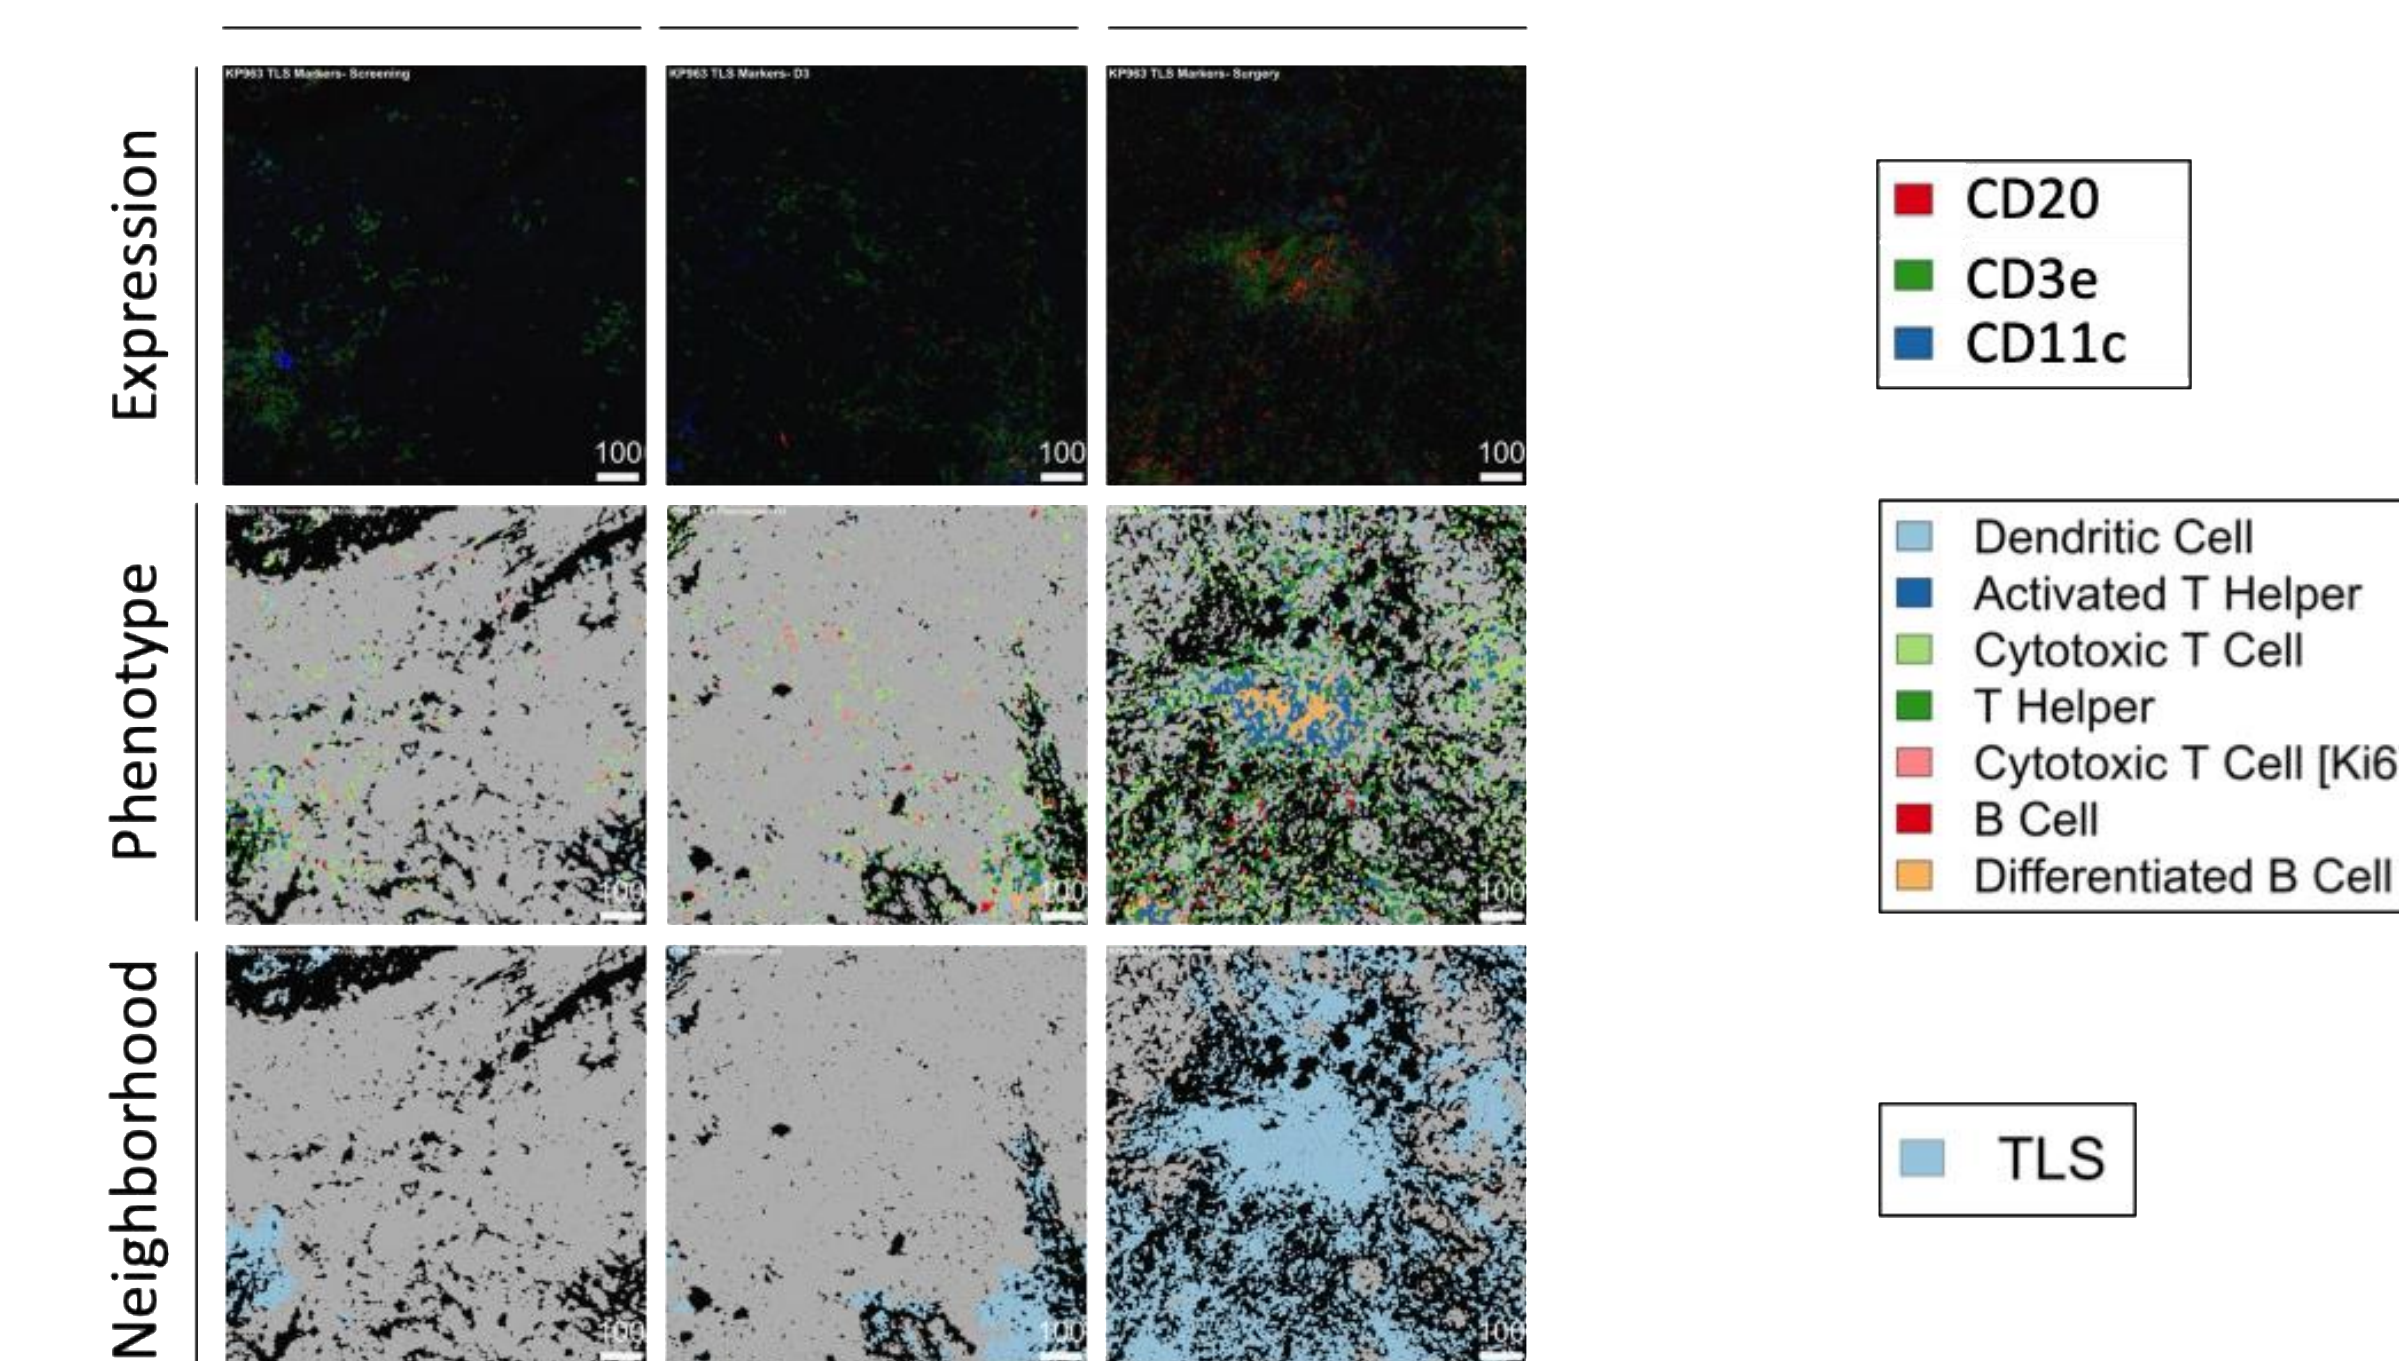 Expression
KP963 TLS Markers- Screening
KP963 TLS Markers- D3
KP963 TLS Markers- Surgery
100
100
100
CD20
CD3e
CD11c
Phenotype
100
100
100
Dendritic Cell
Activated T Helper
Cytotoxic T Cell
T Helper
Cytotoxic T Cell [Ki6
B Cell
Differentiated B Cell
Neighborhood
100
100
100
TLS